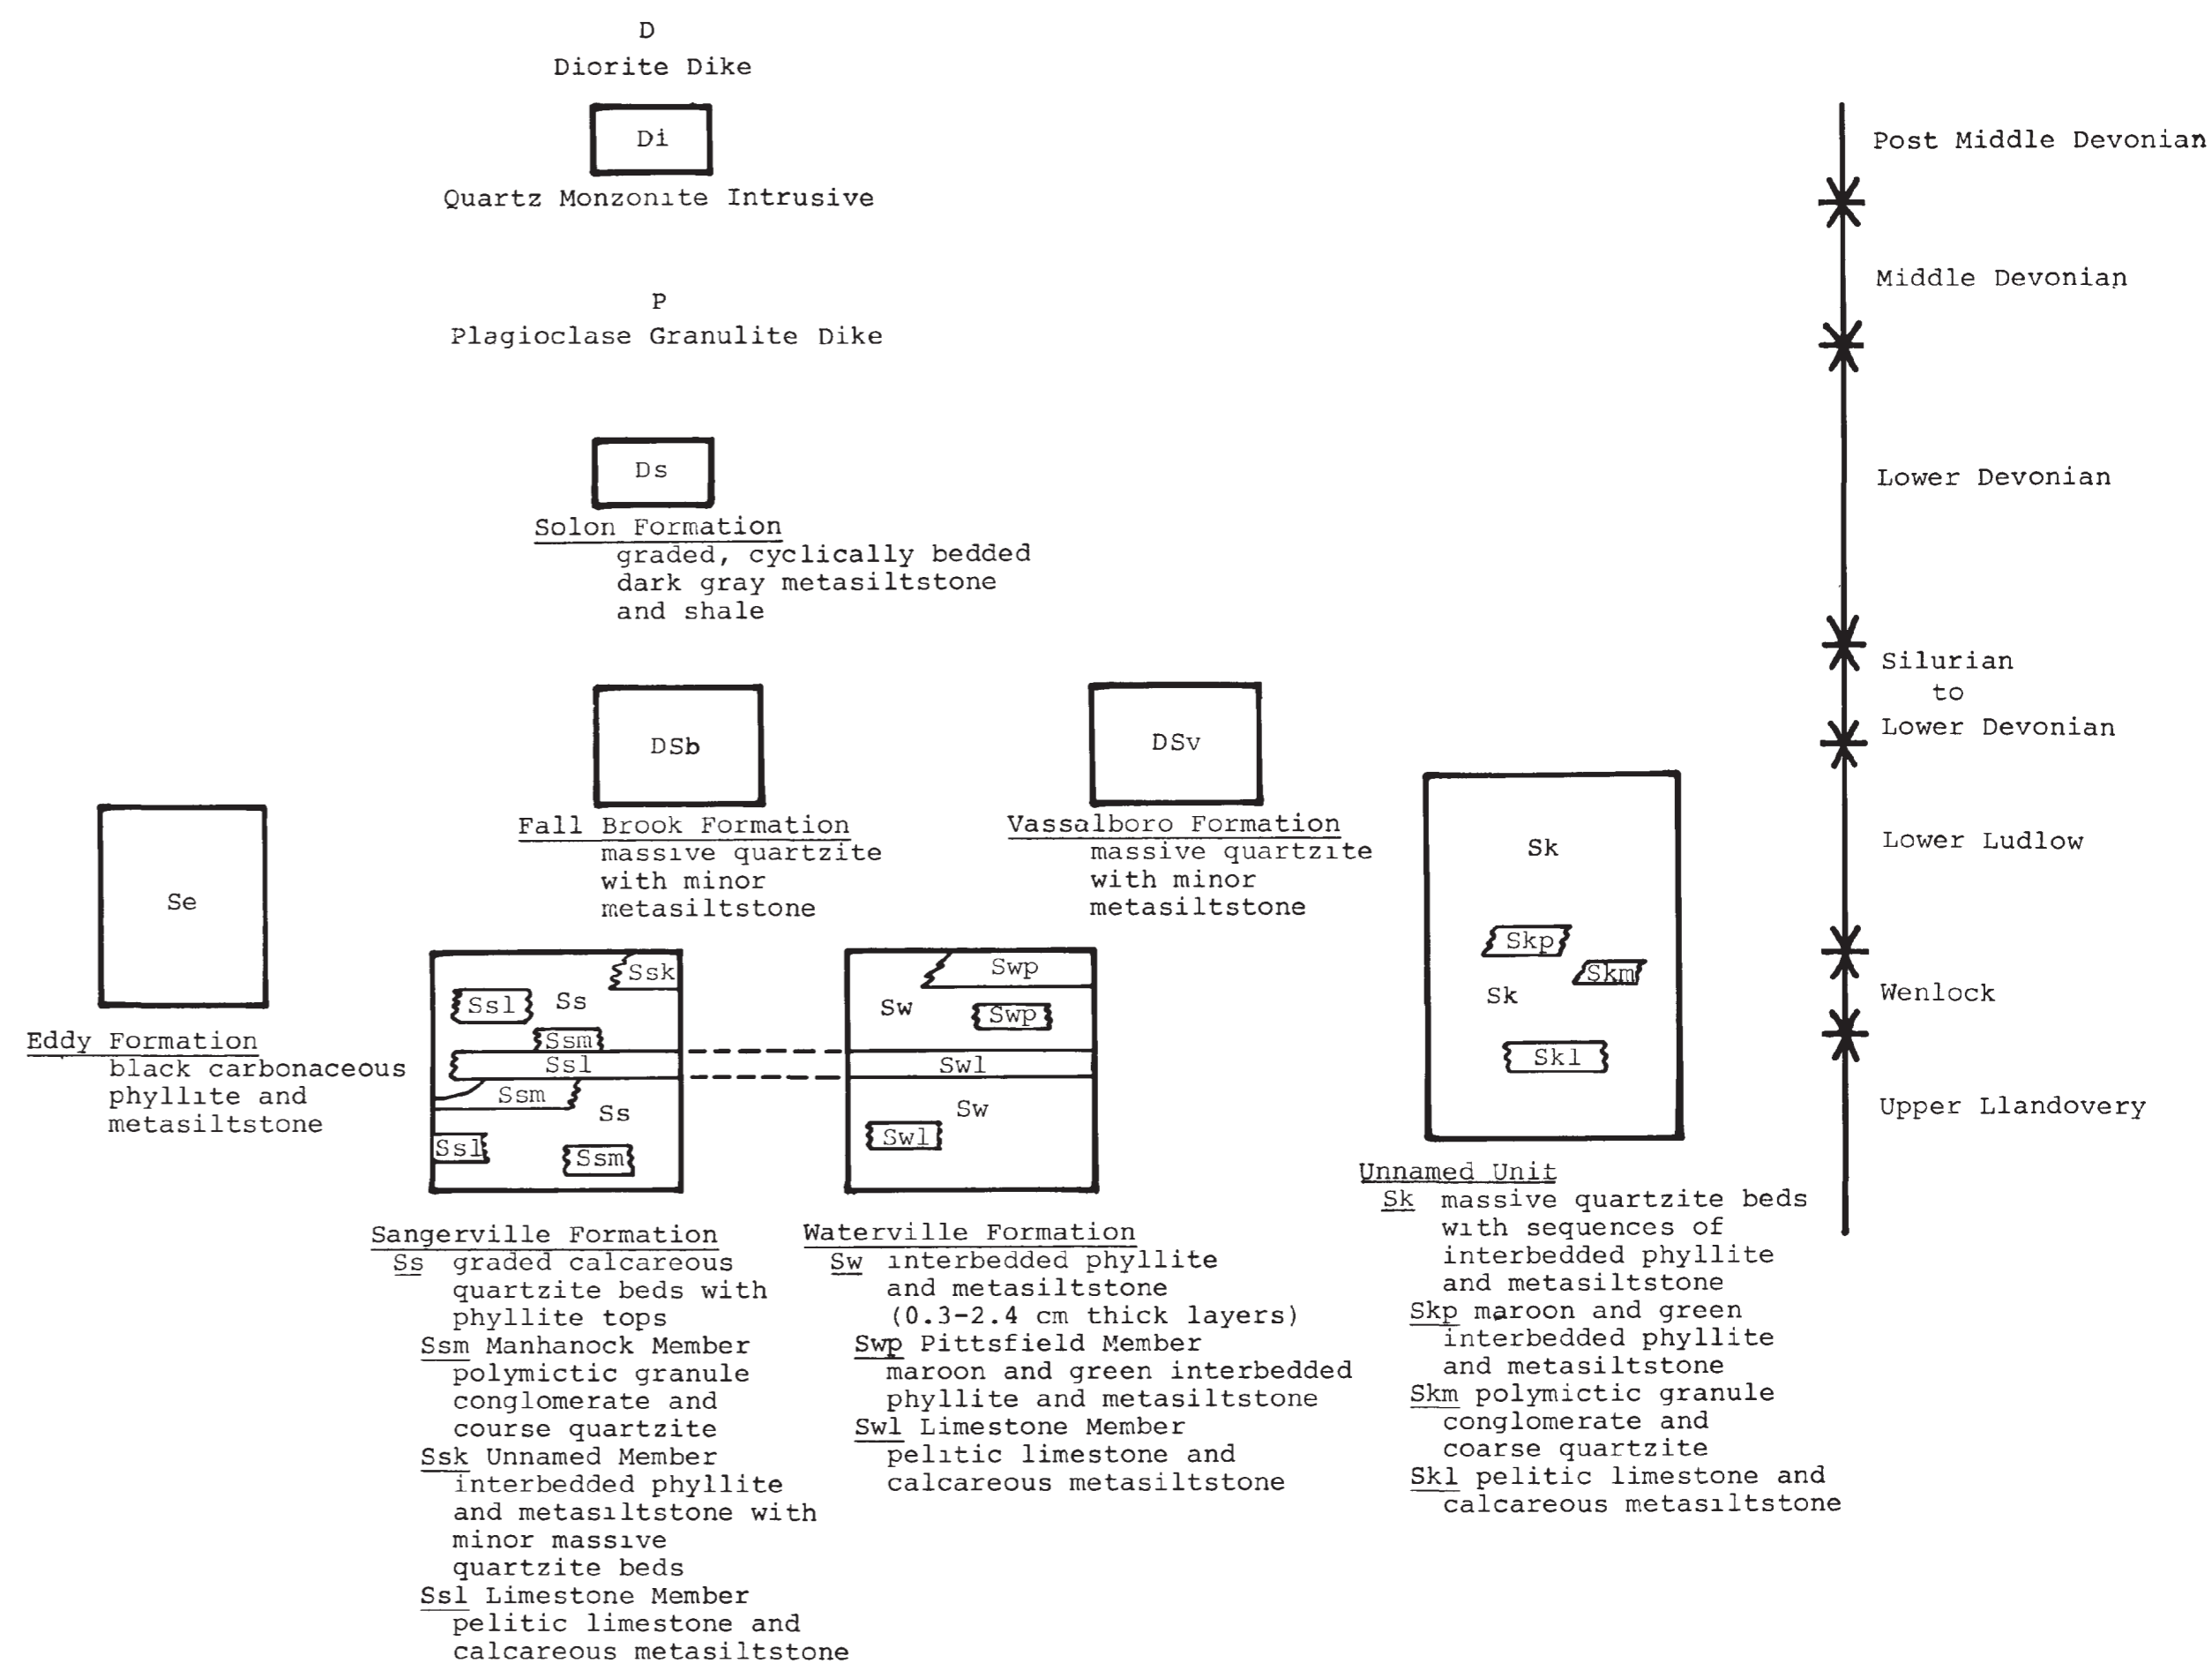 D
Diorite Dike
Di
Quartz Monzonite Intrusive
P
Plagioclase Granulite Dike
Ds
Solon Formation
graded, cyclically bedded
dark gray metasiltstone
and shale
DSb
Fall Brook Formation
massive quartzite
with minor
metasiltstone
DSv
Vassalboro Formation
massive quartzite
with minor
metasiltstone
Se
Eddy Formation
black carbonaceous
phyllite and
metasiltstone
Ssk
Ssl
Ss
Ssm
Ssl
Ssm
Ss
Ssl
Ssm
Sangerville Formation
Ss graded calcareous
quartzite beds with
phyllite tops
Ssm Manhanock Member
polymictic granule
conglomerate and
course quartzite
Ssk Unnamed Member
interbedded phyllite
and metasiltstone with
minor massive
quartzite beds
Ssl Limestone Member
pelitic limestone and
calcareous metasiltstone
Swp
Sw
Swp
Swl
Sw
Swl
Waterville Formation
Sw interbedded phyllite
and metasiltstone
(0.3-2.4 cm thick layers)
Swp Pittsfield Member
maroon and green interbedded
phyllite and metasiltstone
Swl Limestone Member
pelitic limestone and
calcareous metasiltstone
Sk
Skp
Skm
Sk
Skl
Unnamed Unit
Sk massive quartzite beds
with sequences of
interbedded phyllite
and metasiltstone
Skp maroon and green
interbedded phyllite
and metasiltstone
Skm polymictic granule
conglomerate and
coarse quartzite
Skl pelitic limestone and
calcareous metasiltstone
Post Middle Devonian
Middle Devonian
Lower Devonian
Silurian
to
Lower Devonian
Lower Ludlow
Wenlock
Upper Llandovery